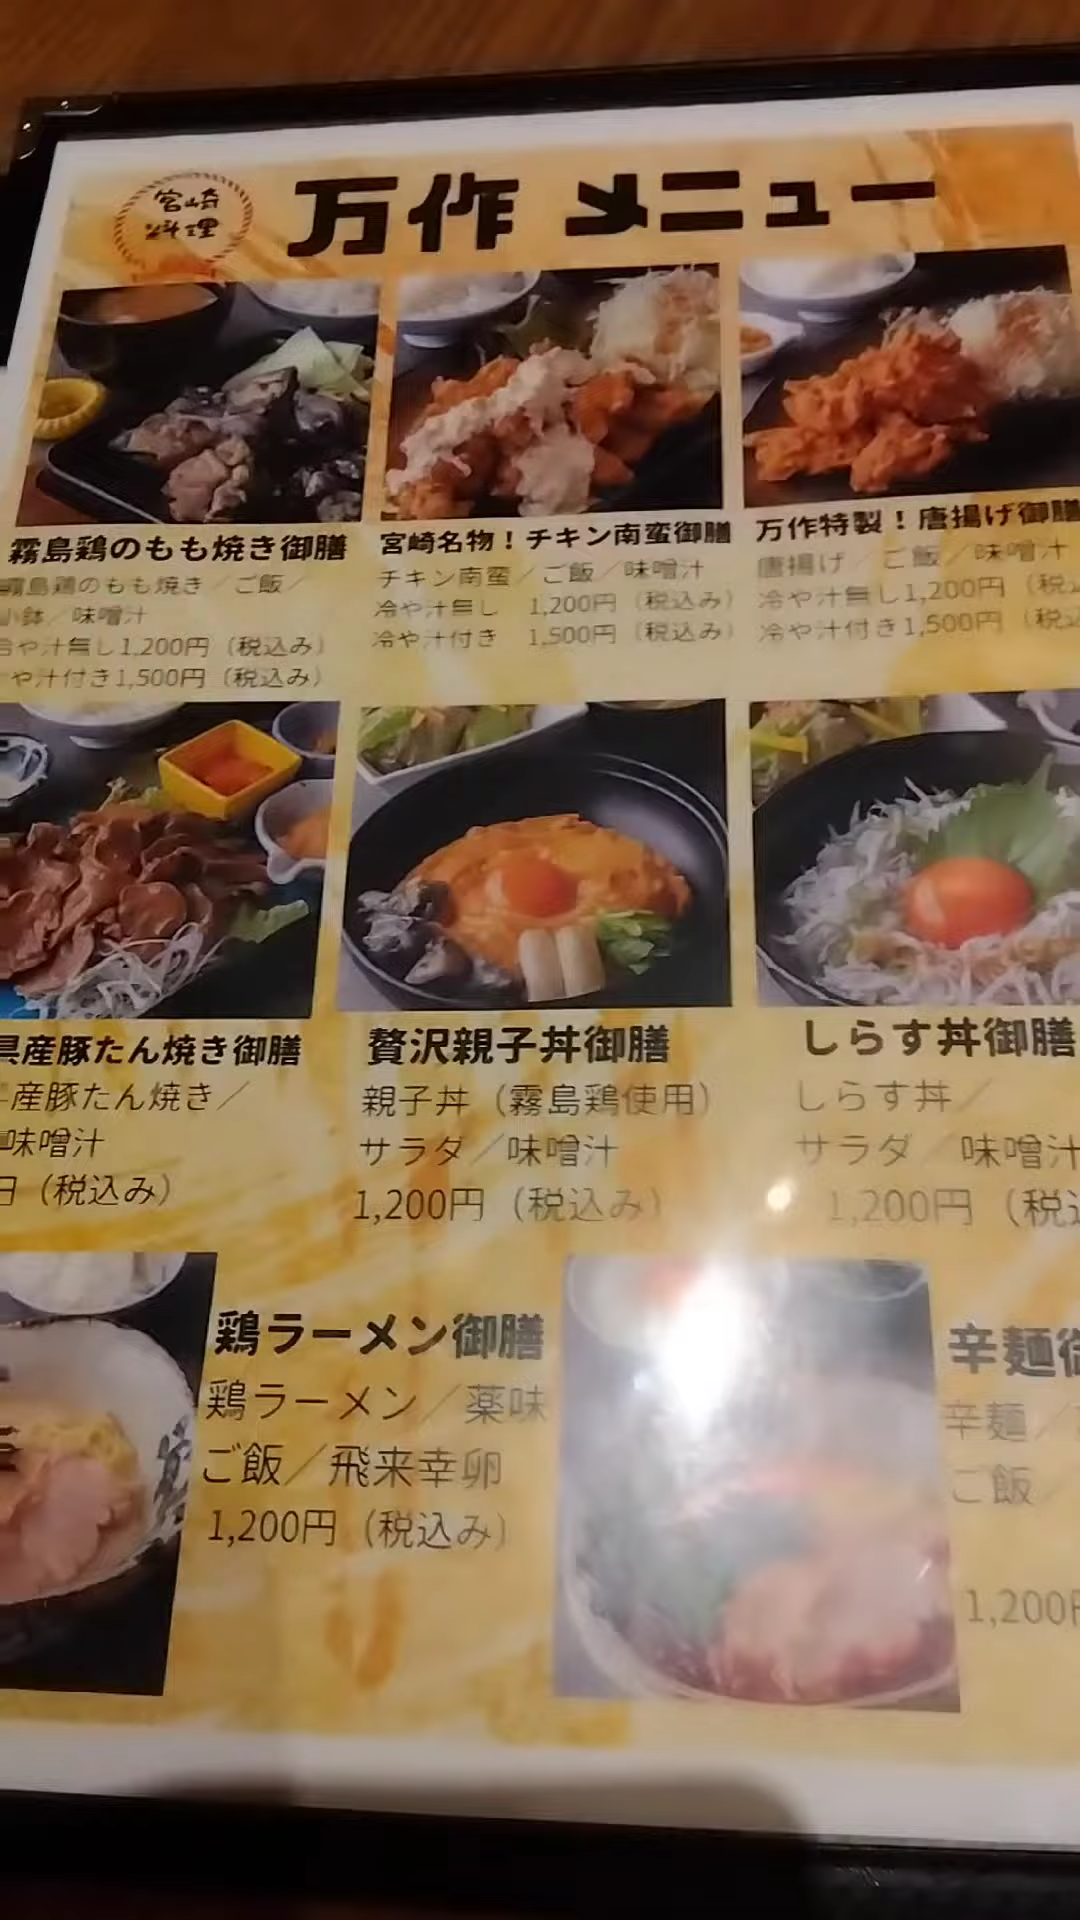 宮崎
料理
万作 メニュー
霧島鶏のもも焼き御膳
霧島鶏のもも焼き／ご飯／
小鉢／味噌汁
冷や汁無し1,200円（税込み）
や汁付き1,500円（税込み）
宮崎名物！チキン南蛮御膳
チキン南蛮／ご飯／味噌汁
冷や汁無し 1,200円（税込み）
冷や汁付き 1,500円（税込み）
万作特製！唐揚げ御膳
唐揚げ／ご飯／味噌汁
冷や汁無し1,200円（税込
冷や汁付き1,500円（税込
県産豚たん焼き御膳
産豚たん焼き／
味噌汁
円（税込み）
贅沢親子丼御膳
親子丼（霧島鶏使用）
サラダ／味噌汁
1,200円（税込み）
しらす丼御膳
しらす丼／
サラダ／味噌汁
1,200円（税込
鶏ラーメン御膳
鶏ラーメン／薬味
ご飯／飛来幸卵
1,200円（税込み）
辛麺御
辛麺／
ご飯／
1,200円